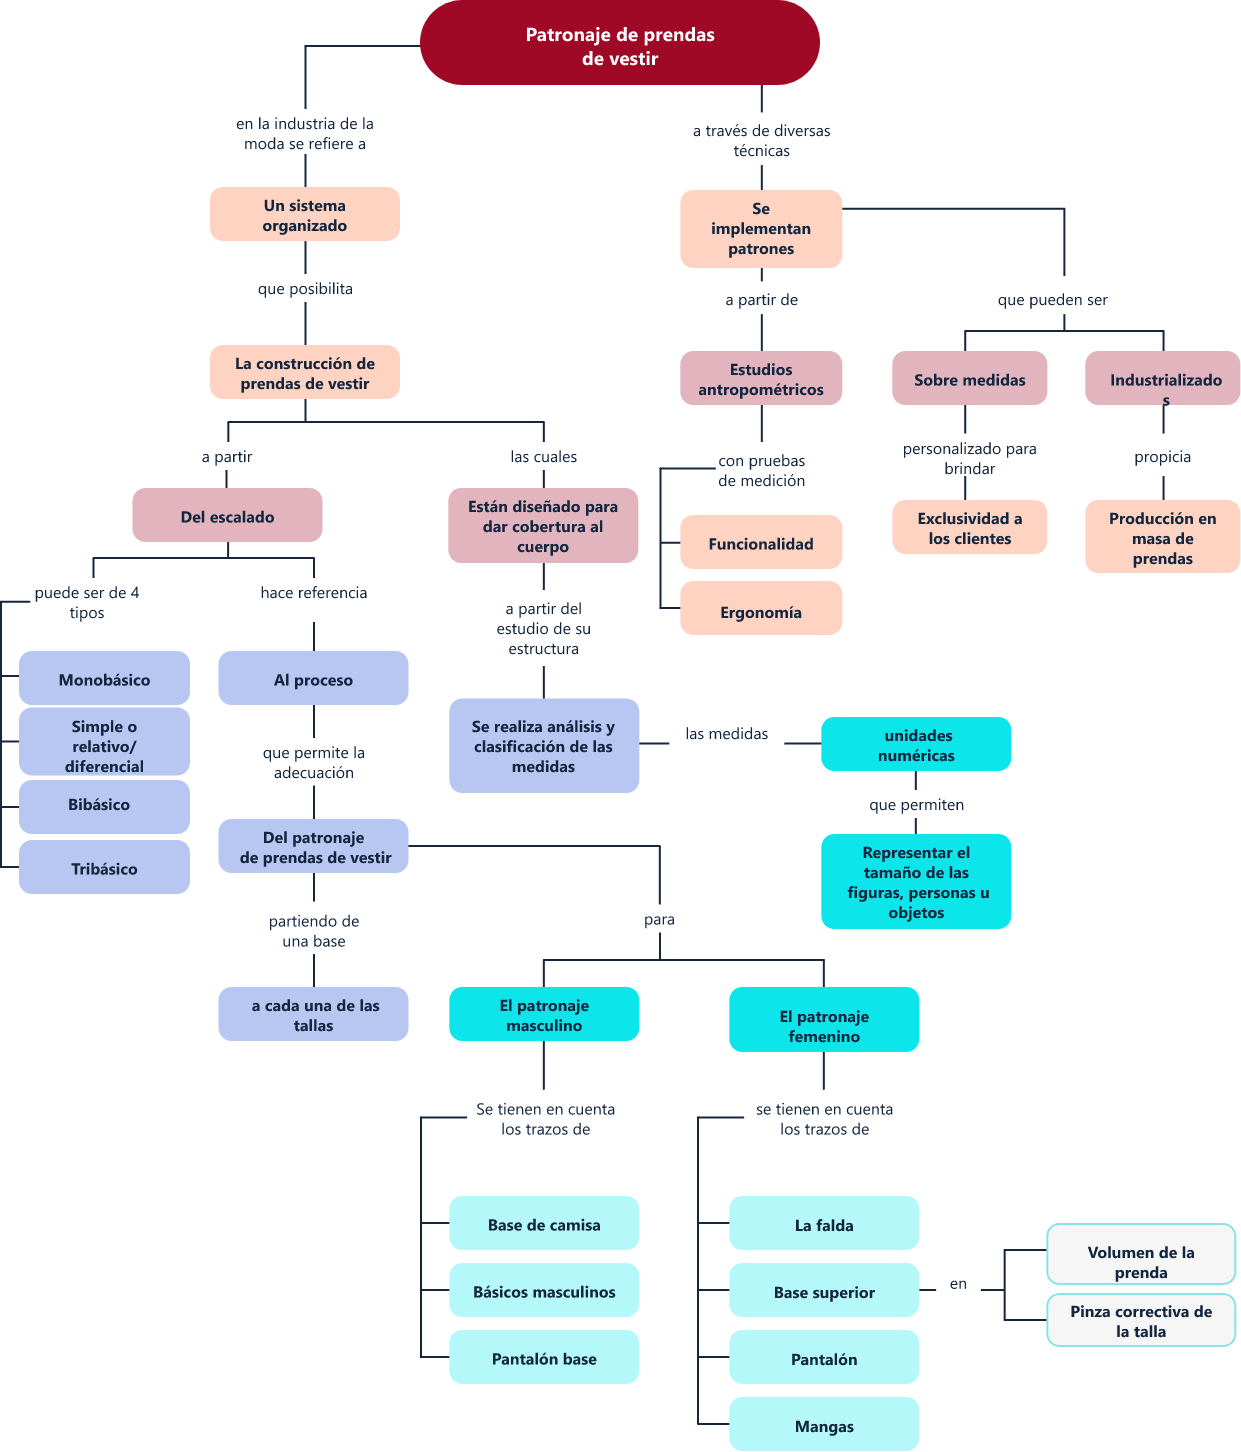 Patronaje de prendas
de vestir
en la industria de la
moda se refiere a
a través de diversas
técnicas
Un sistema
organizado
Se
implementan
patrones
que posibilita
a partir de
que pueden ser
La construcción de
prendas de vestir
Estudios
antropométricos
Sobre medidas
Industrializado
s
a partir
las cuales
con pruebas
de medición
personalizado para
brindar
propicia
Del escalado
Están diseñado para
dar cobertura al
cuerpo
Funcionalidad
Exclusividad a
los clientes
Producción en
masa de
prendas
puede ser de 4
tipos
hace referencia
a partir del
estudio de su
estructura
Ergonomía
Monobásico
Al proceso
Simple o
relativo/
diferencial
que permite la
adecuación
Se realiza análisis y
clasificación de las
medidas
las medidas
unidades
numéricas
Bibásico
que permiten
Del patronaje
de prendas de vestir
Representar el
tamaño de las
figuras, personas u
objetos
Tribásico
partiendo de
una base
para
a cada una de las
tallas
El patronaje
masculino
El patronaje
femenino
Se tienen en cuenta
los trazos de
se tienen en cuenta
los trazos de
Base de camisa
La falda
Básicos masculinos
Base superior
en
Volumen de la
prenda
Pinza correctiva de
la talla
Pantalón base
Pantalón
Mangas